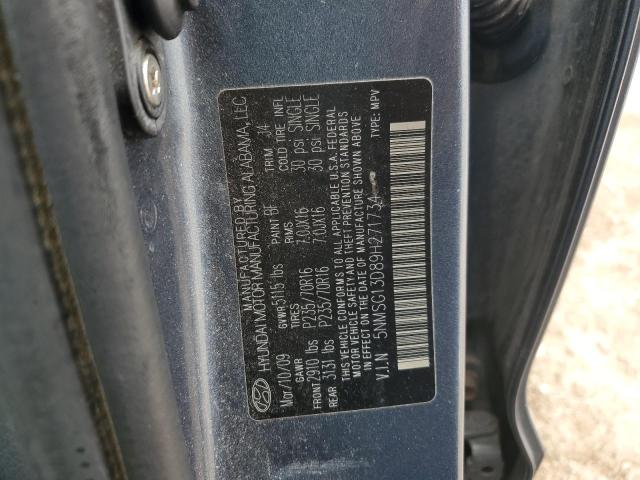 MANUFACTURED BY
HYUNDAI MOTOR MANUFACTURING ALABAMA, LLC
Mar/10/09 GVWR 5115 lbs PAINT BF TRIM J4
GAWR TIRES RIMS COLD TIRE INFL
FRONT 2910 lbs P235/70R16 7.0JX16 30 psi SINGLE
REAR 3131 lbs P235/70R16 7.0JX16 30 psi SINGLE
THIS VEHICLE CONFORMS TO ALL APPLICABLE U.S.A. FEDERAL
MOTOR VEHICLE SAFETY AND THEFT PREVENTION STANDARDS
IN EFFECT ON THE DATE OF MANUFACTURE SHOWN ABOVE
V.I.N 5NMSG13D89H271734 TYPE: MPV